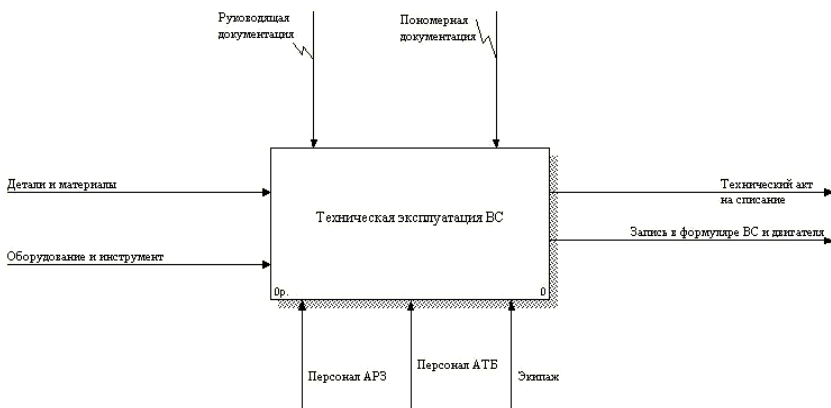 Руководящая
документация
Пономерная
документация
Детали и материалы
Технический акт
на списание
Техническая эксплуатация ВС
Запись в формуляре ВС и двигателя
Оборудование и инструмент
0р.
0
Персонал АРЗ
Персонал АТБ
Экипаж